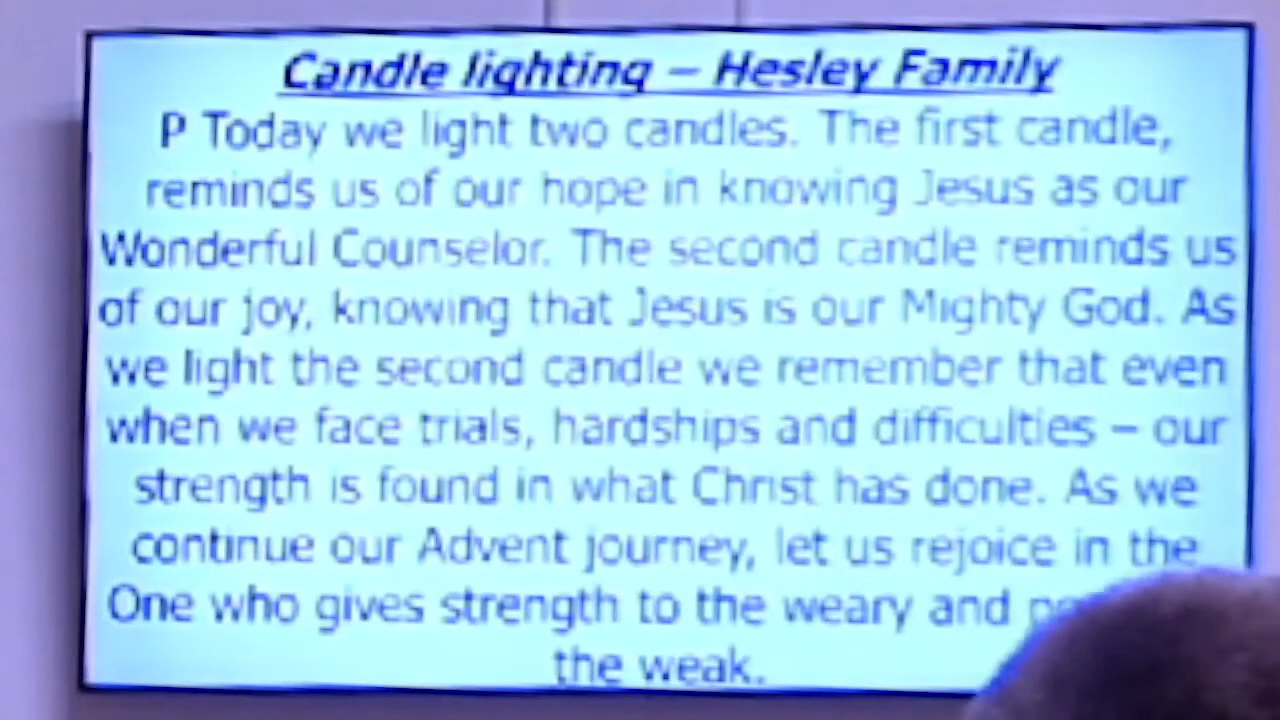 Candle lighting – Hesley Family
P Today we light two candles. The first candle,
reminds us of our hope in knowing Jesus as our
Wonderful Counselor. The second candle reminds us
of our joy, knowing that Jesus is our Mighty God. As
we light the second candle we remember that even
when we face trials, hardships and difficulties – our
strength is found in what Christ has done. As we
continue our Advent journey, let us rejoice in the
One who gives strength to the weary and
the weak.